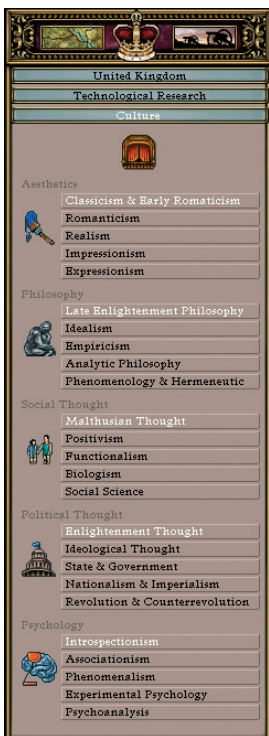 United Kingdom
Technological Research
Culture
Aesthetics
Classicism & Early Romaticism
Romanticism
Realism
Impressionism
Expressionism
Philosophy
Late Enlightenment Philosophy
Idealism
Empiricism
Analytic Philosophy
Phenomenology & Hermeneutic
Social Thought
Malthusian Thought
Positivism
Functionalism
Biologism
Social Science
Political Thought
Enlightenment Thought
Ideological Thought
State & Government
Nationalism & Imperialism
Revolution & Counterrevolution
Psychology
Introspectionism
Associationism
Phenomenalism
Experimental Psychology
Psychoanalysis